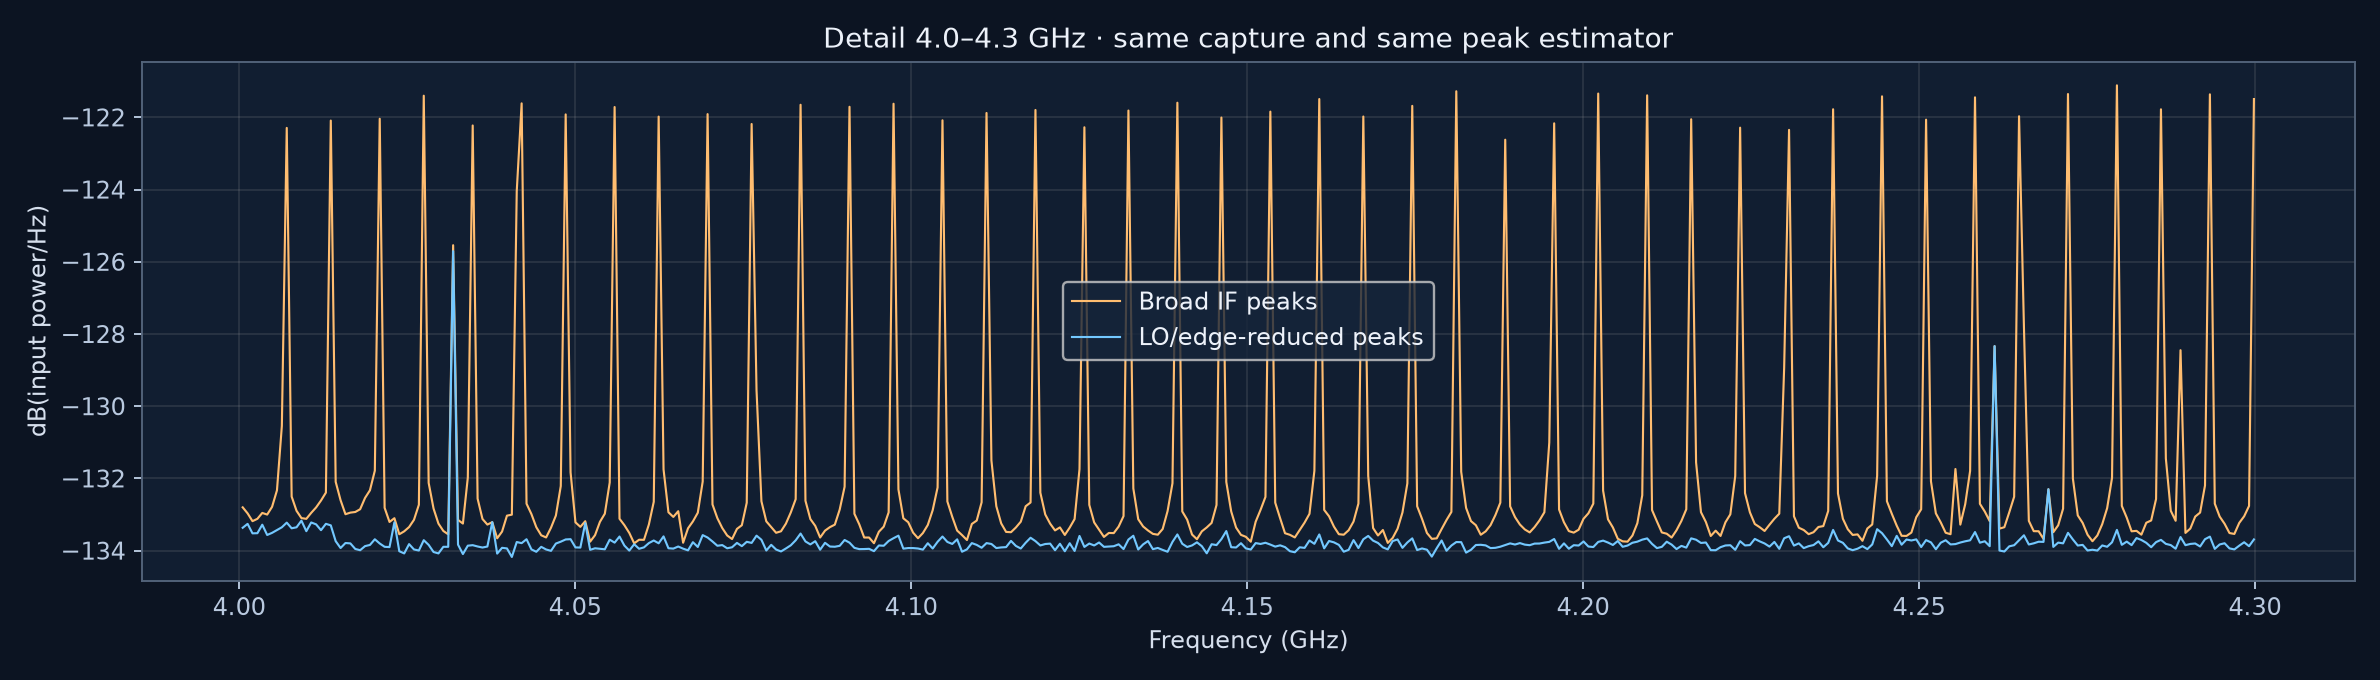 Detail 4.0–4.3 GHz · same capture and same peak estimator
dB(input power/Hz)
−122
−124
−126
−128
−130
−132
−134
Broad IF peaks
LO/edge-reduced peaks
4.00 4.05 4.10 4.15 4.20 4.25 4.30
Frequency (GHz)